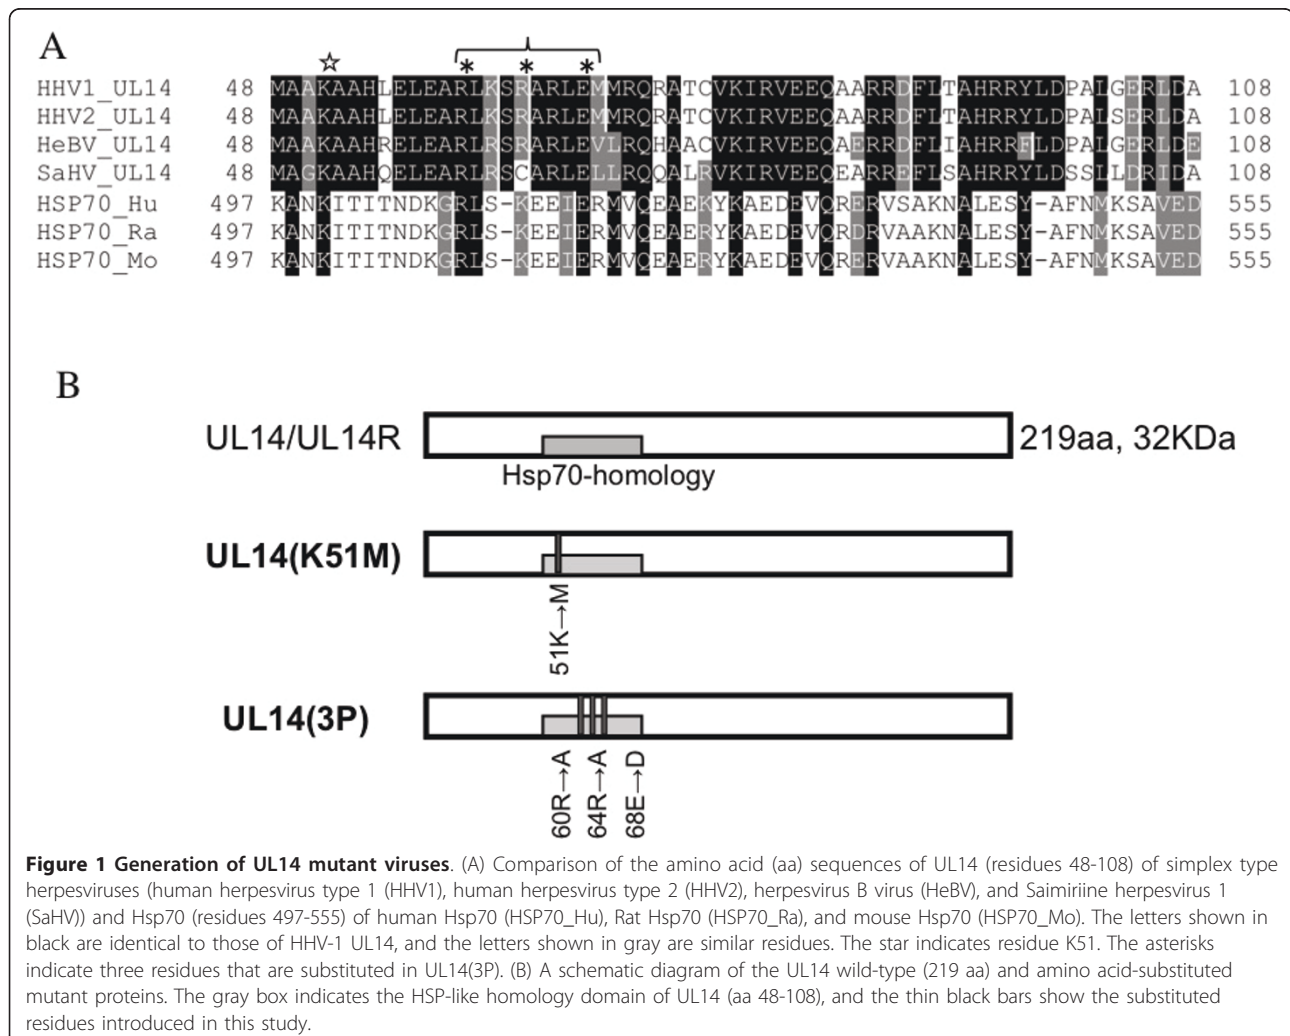 A
☆
* * *
HHV1_UL14 48 MAAKAAHLELEARLKSRARLEMMRQRATCVKIRVEEQAARRDFLTAHRRYLDPALGERLDA 108
HHV2_UL14 48 MAAKAAHLELEARLKSRARLEMMRQRATCVKIRVEEQAARRDFLTAHRRYLDPALSERLDA 108
HeBV_UL14 48 MAAKAAHRELEARLRSRARLEVLRQHAACVKIRVEEQAERRDFLIAHRRFLDPALGERLDE 108
SaHV_UL14 48 MAGKAAHQELEARLRSCARLELLRQQALRVKIRVEEQEARREFLSAHRRYLDSSLLDRIDA 108
HSP70_Hu 497 KANKITITNDKGRLS-KEEIERMVQEAEKYKAEDEVQRERVSAKNALESY-AFNMKSAVED 555
HSP70_Ra 497 KANKITITNDKGRLS-KEEIERMVQEAERYKAEDEVQRDRVAAKNALESY-AFNMKSAVED 555
HSP70_Mo 497 KANKITITNDKGRLS-KEEIERMVQEAERYKAEDEVQRERVAAKNALESY-AFNMKSAVED 555
B
UL14/UL14R
219aa, 32KDa
Hsp70-homology
UL14(K51M)
51K→M
UL14(3P)
60R→A
64R→A
68E→D
Figure 1 Generation of UL14 mutant viruses. (A) Comparison of the amino acid (aa) sequences of UL14 (residues 48-108) of simplex type
herpesviruses (human herpesvirus type 1 (HHV1), human herpesvirus type 2 (HHV2), herpesvirus B virus (HeBV), and Saimiriine herpesvirus 1
(SaHV)) and Hsp70 (residues 497-555) of human Hsp70 (HSP70_Hu), Rat Hsp70 (HSP70_Ra), and mouse Hsp70 (HSP70_Mo). The letters shown in
black are identical to those of HHV-1 UL14, and the letters shown in gray are similar residues. The star indicates residue K51. The asterisks
indicate three residues that are substituted in UL14(3P). (B) A schematic diagram of the UL14 wild-type (219 aa) and amino acid-substituted
mutant proteins. The gray box indicates the HSP-like homology domain of UL14 (aa 48-108), and the thin black bars show the substituted
residues introduced in this study.